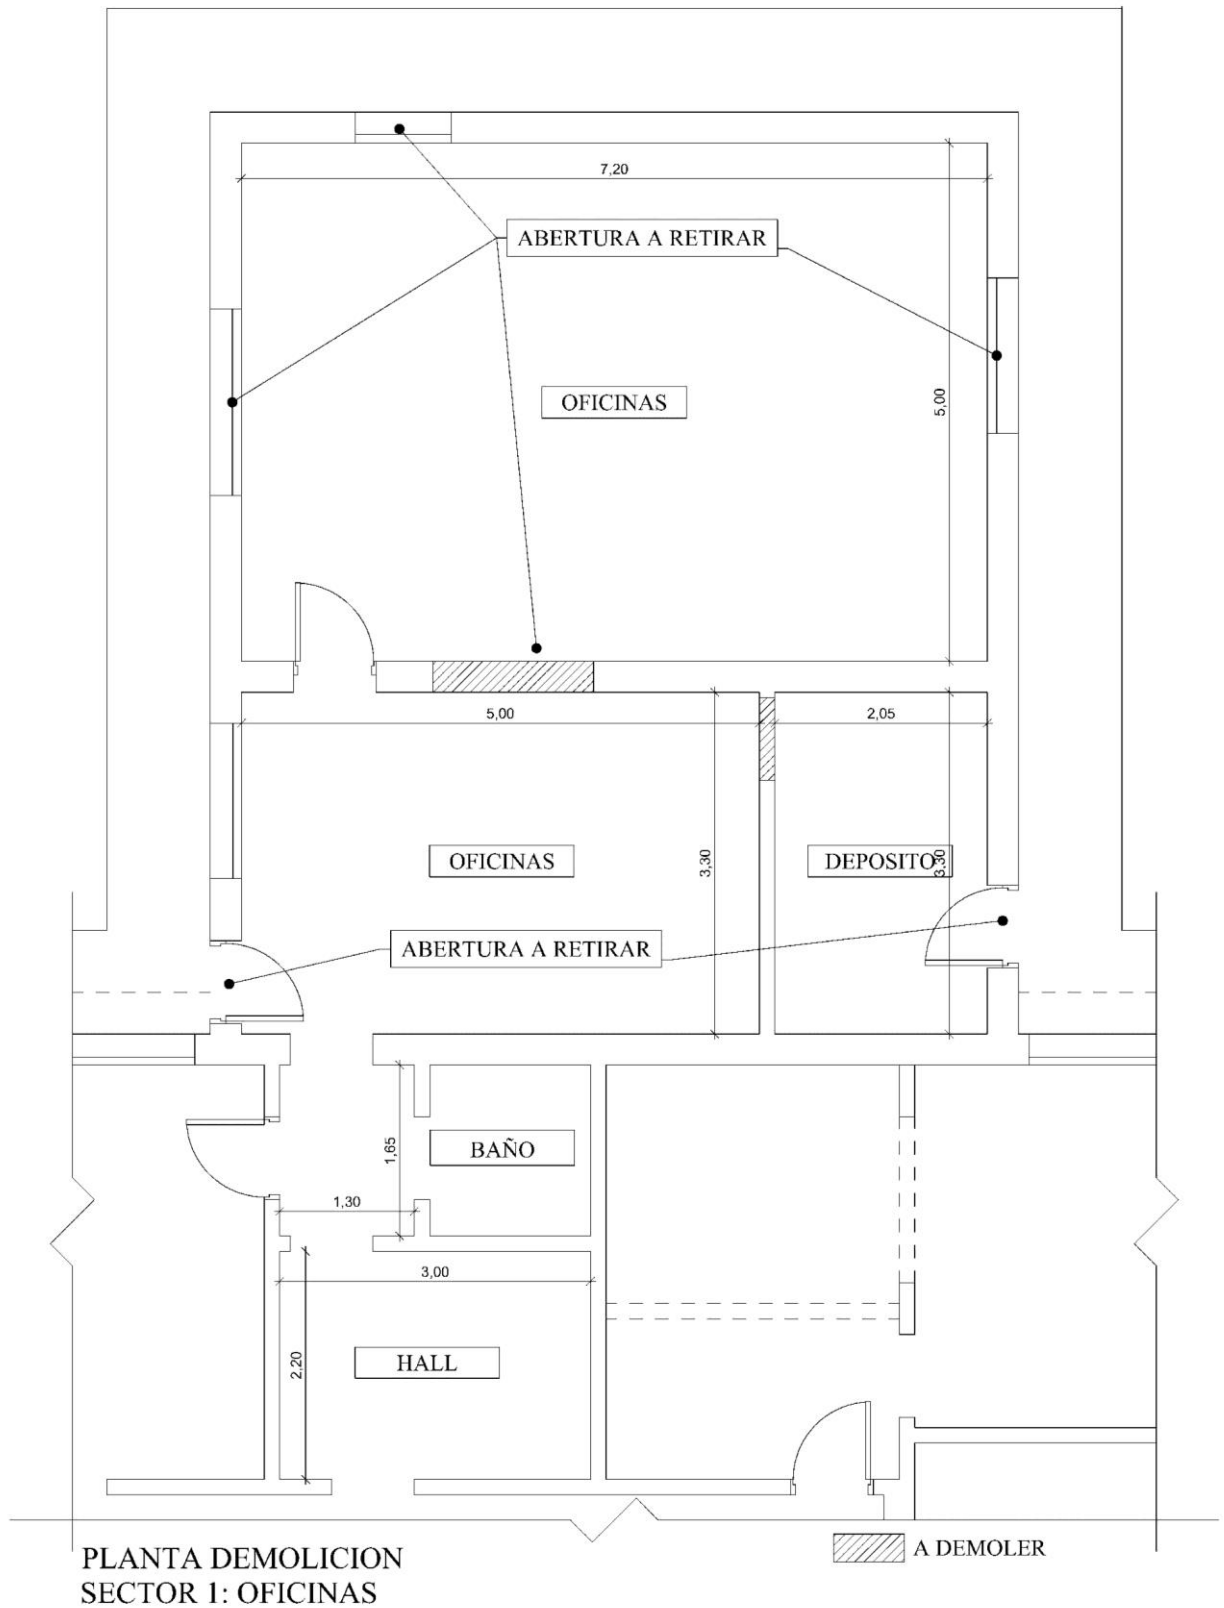 7,20
ABERTURA A RETIRAR
OFICINAS
5,00
5,00
2,05
OFICINAS
3,30
DEPOSITO
3,30
ABERTURA A RETIRAR
1,65
BAÑO
1,30
3,00
2,20
HALL
PLANTA DEMOLICION
SECTOR 1: OFICINAS
A DEMOLER